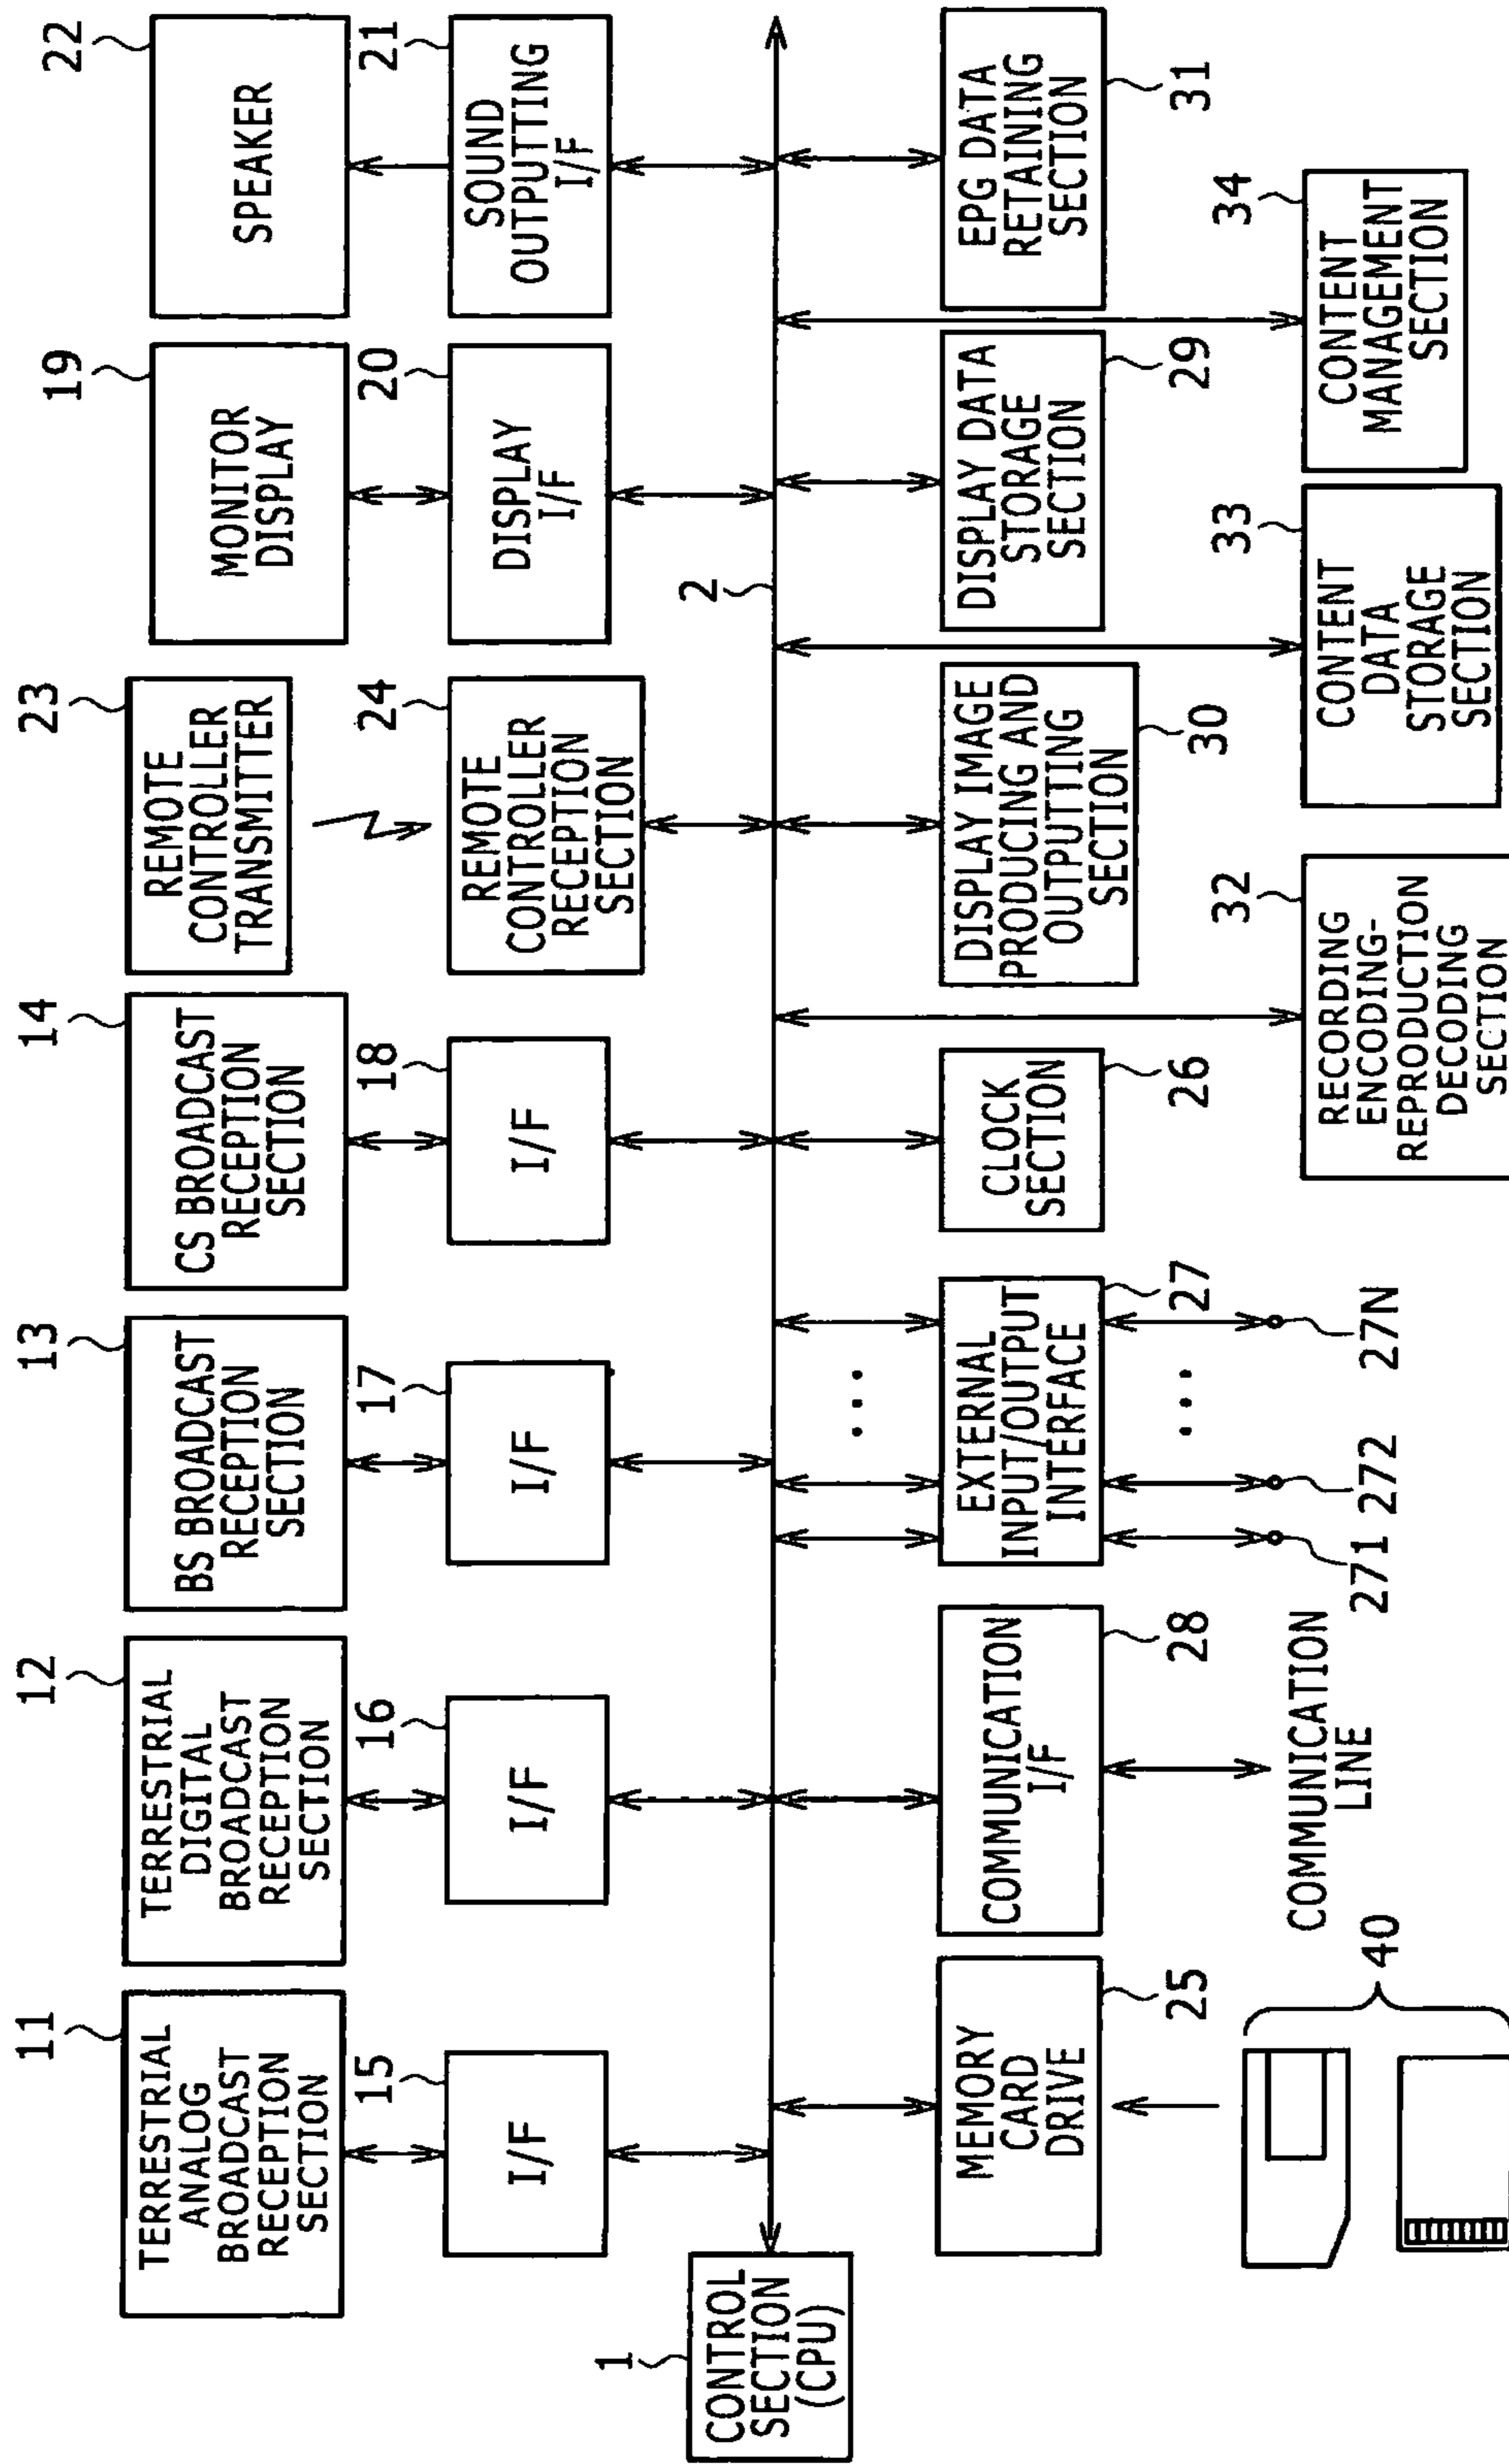 11
TERRESTRIAL
ANALOG
BROADCAST
RECEPTION
SECTION
12
TERRESTRIAL
DIGITAL
BROADCAST
RECEPTION
SECTION
13
BS BROADCAST
RECEPTION
SECTION
14
CS BROADCAST
RECEPTION
SECTION
23
REMOTE
CONTROLLER
TRANSMITTER
19
MONITOR
DISPLAY
22
SPEAKER
15
I/F
16
I/F
17
I/F
18
I/F
24
REMOTE
CONTROLLER
RECEPTION
SECTION
20
DISPLAY
I/F
21
SOUND
OUTPUTTING
I/F
1
CONTROL
SECTION
(CPU)
2
MEMORY
CARD
DRIVE
25
COMMUNICATION
I/F
28
...
EXTERNAL
INPUT/OUTPUT
INTERFACE
27
CLOCK
SECTION
26
DISPLAY IMAGE
PRODUCING AND
OUTPUTTING
SECTION
30
DISPLAY DATA
STORAGE
SECTION
29
EPG DATA
RETAINING
SECTION
31
40
COMMUNICATION
LINE
...
271
272
27N
32
RECORDING
ENCODING-
REPRODUCTION
DECODING
SECTION
33
CONTENT
DATA
STORAGE
SECTION
34
CONTENT
MANAGEMENT
SECTION